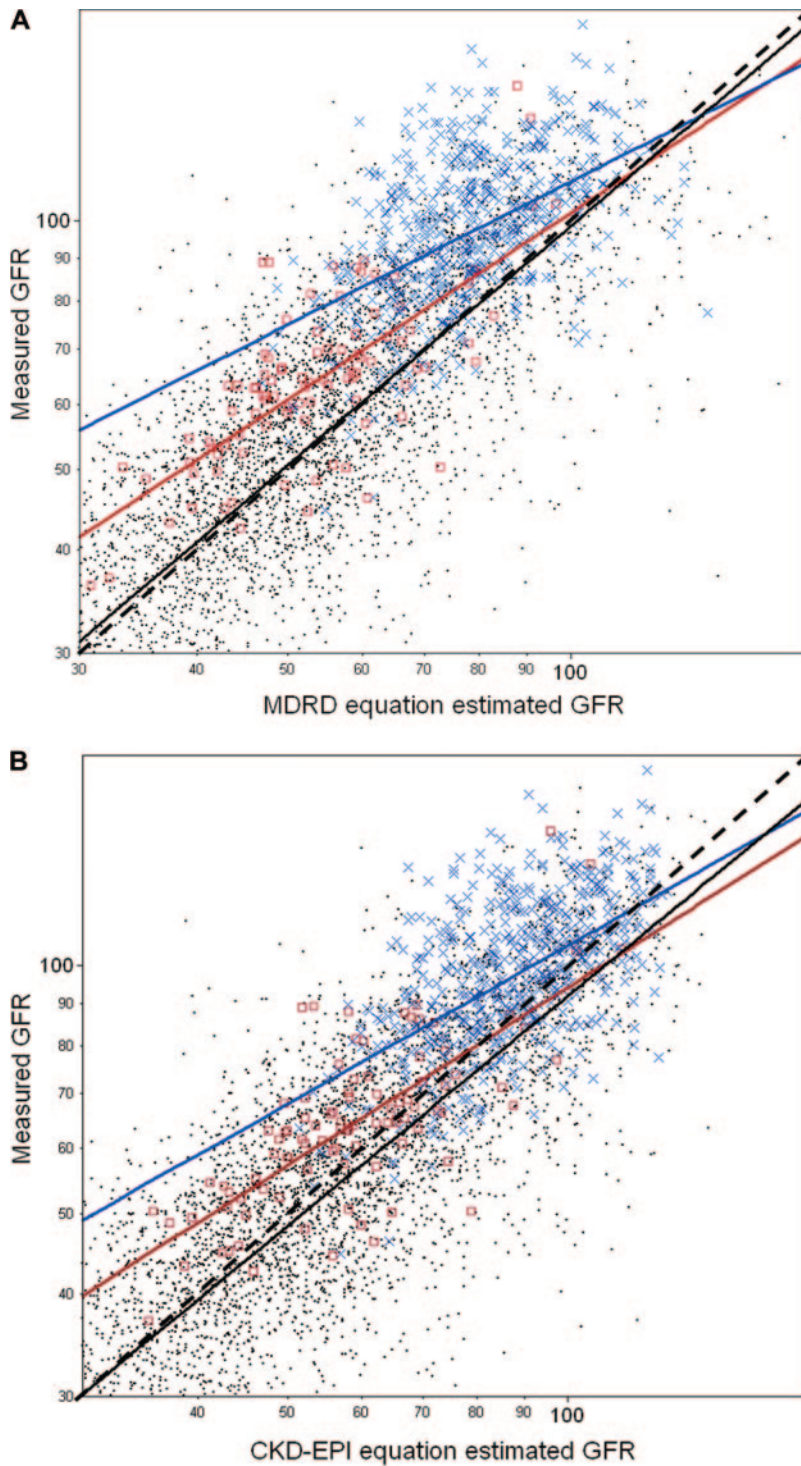 A
100
90
80
70
60
50
40
30
Measured GFR
30 40 50 60 70 80 90 100
MDRD equation estimated GFR
B
100
90
80
70
60
50
40
30
Measured GFR
40 50 60 70 80 90 100
CKD-EPI equation estimated GFR